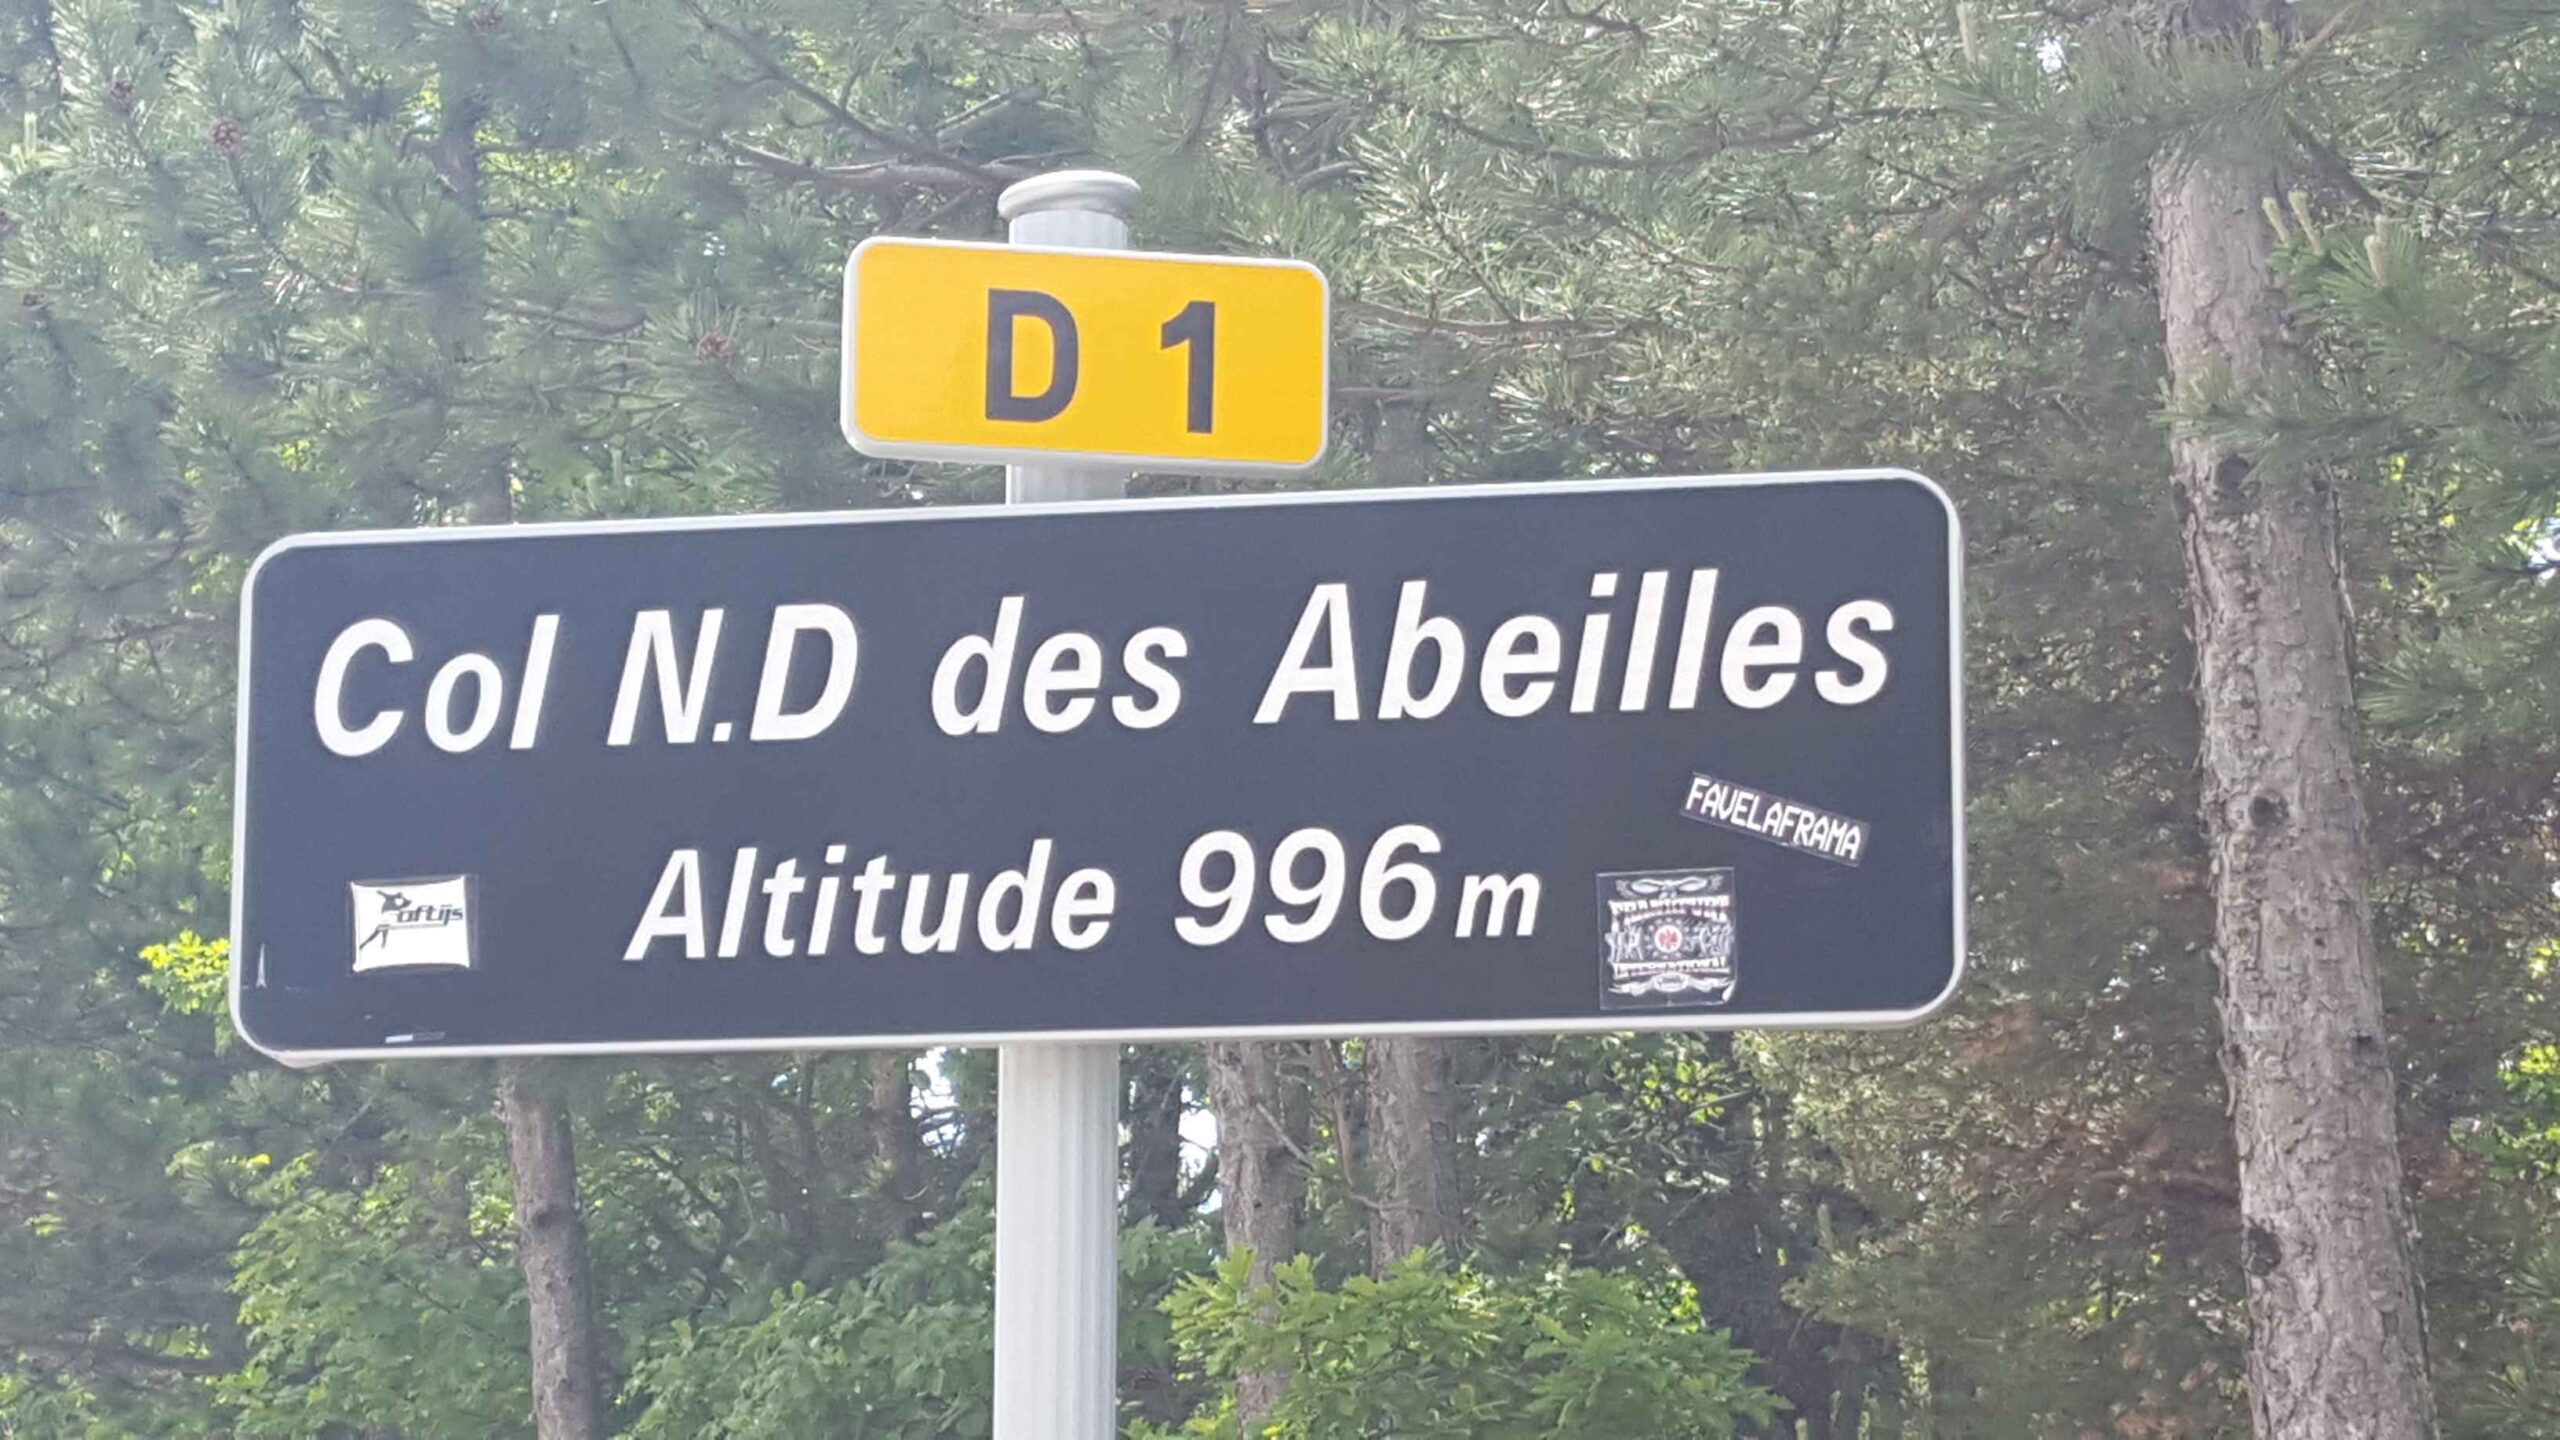 D 1
Col N.D des Abeilles
Altitude 996m
FAVELAFRAMA